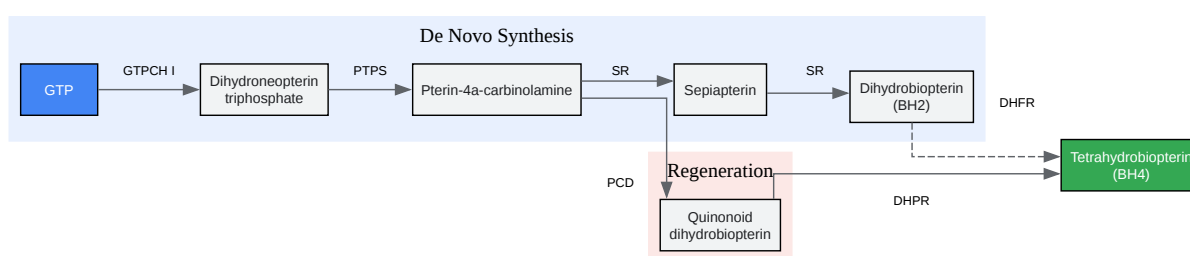 De Novo Synthesis
GTP
GTPCH I
Dihydroneopterin
triphosphate
PTPS
Pterin-4a-carbinolamine
SR
Sepiapterin
SR
Dihydrobiopterin
(BH2)
DHFR
Tetrahydrobiopterin
(BH4)
PCD
Regeneration
Quinonoid
dihydrobiopterin
DHPR